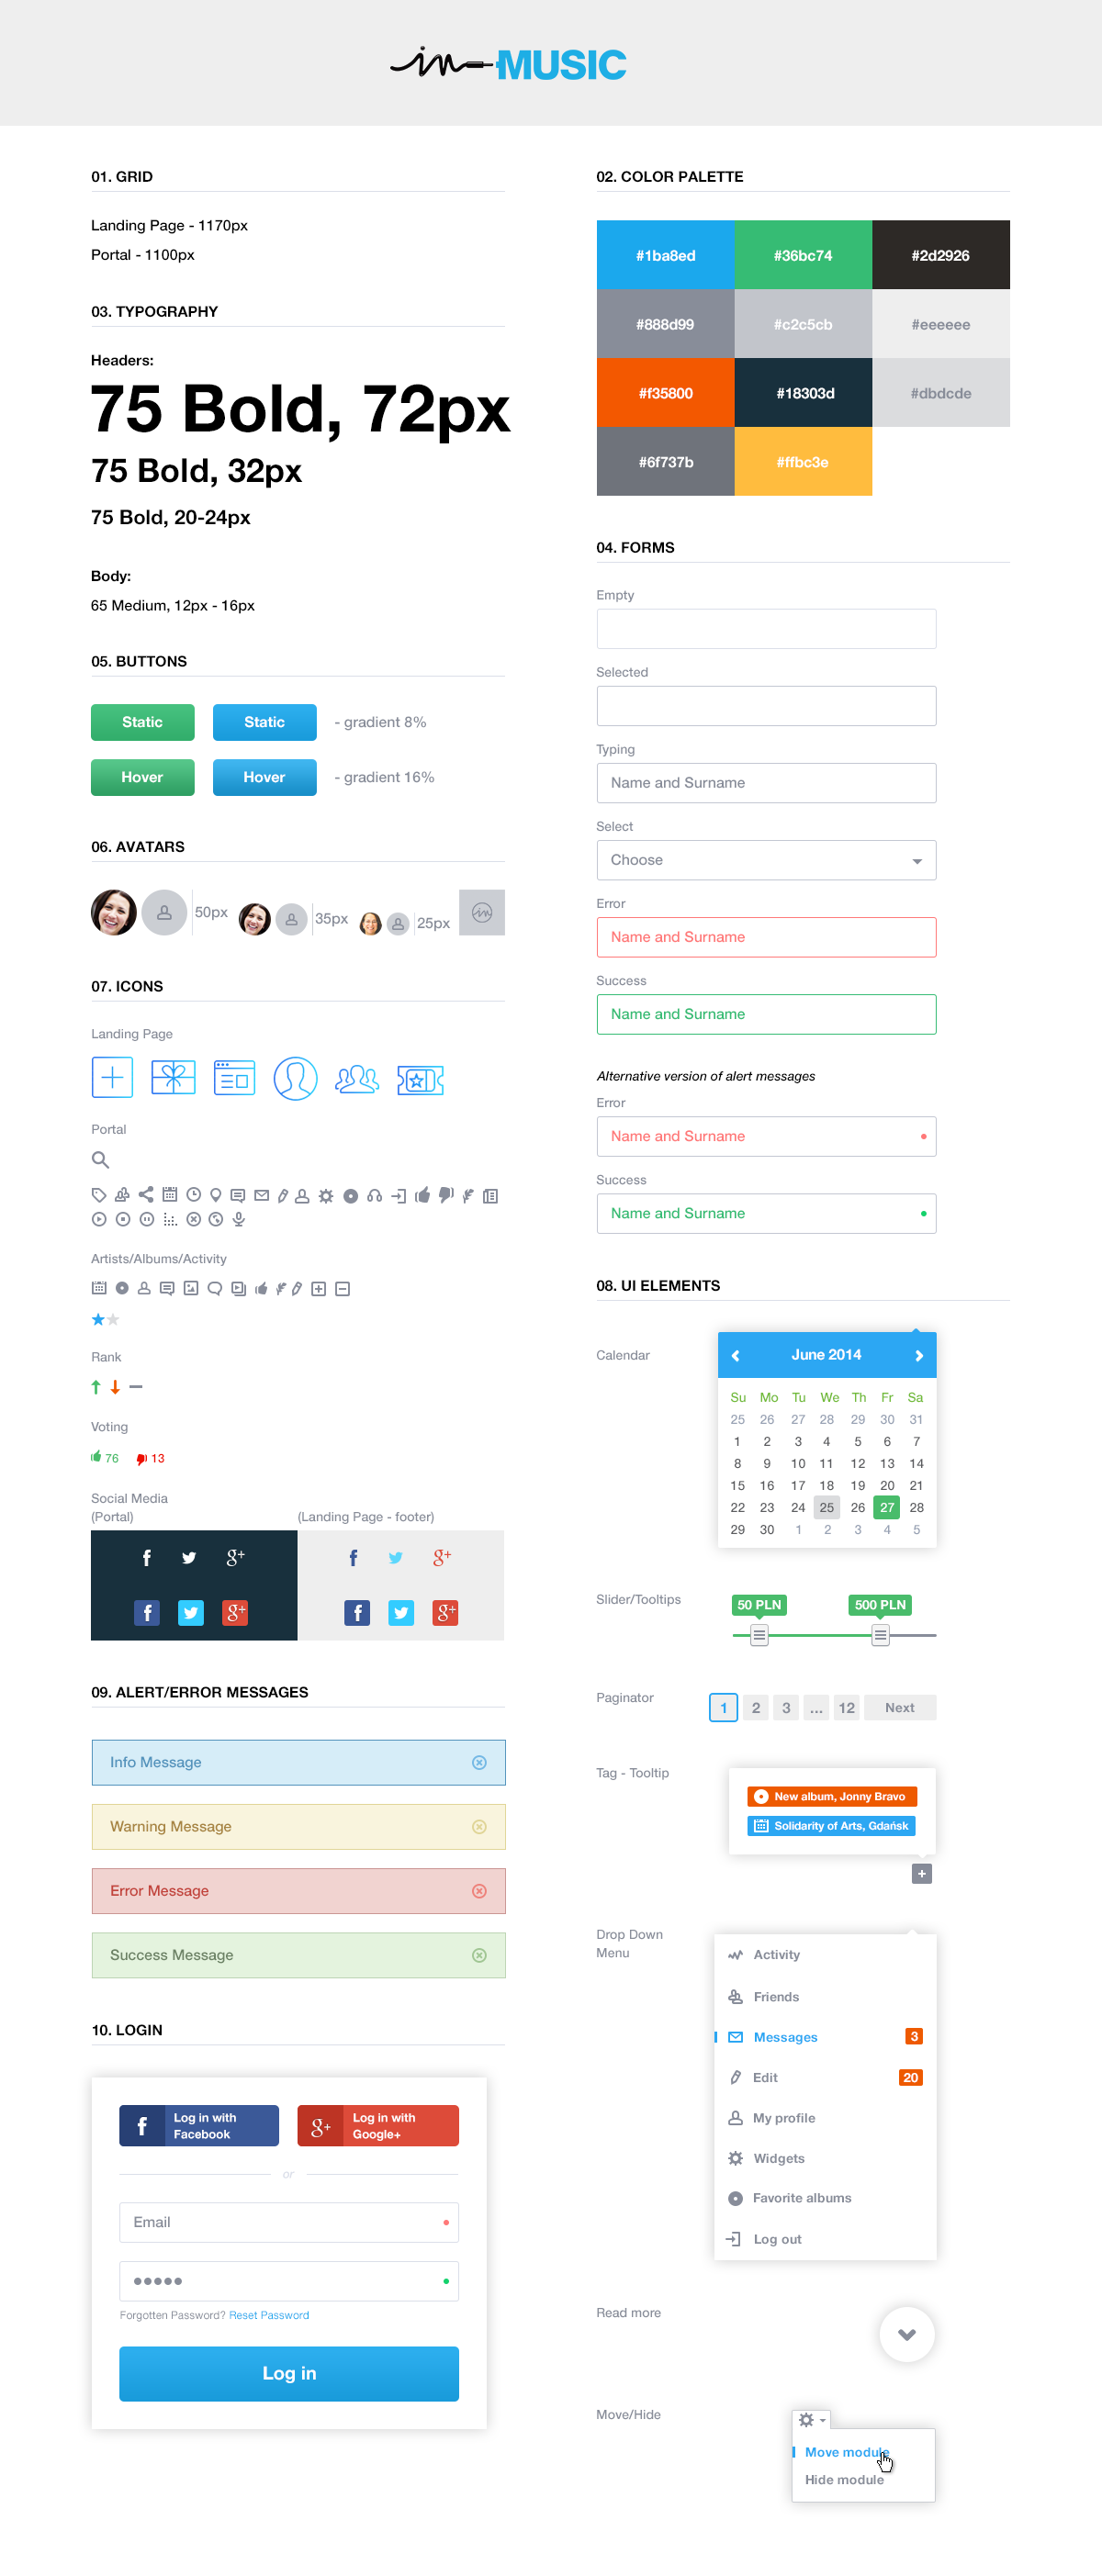 in-MUSIC
01. GRID
Landing Page - 1170px
Portal - 1100px
02. COLOR PALETTE
#1ba8ed #36bc74 #2d2926
#888d99 #c2c5cb #eeeeee
#f35800 #18303d #dbdcde
#6f737b #ffbc3e
03. TYPOGRAPHY
Headers:
75 Bold, 72px
75 Bold, 32px
75 Bold, 20-24px
Body:
65 Medium, 12px - 16px
04. FORMS
Empty
Selected
Typing
Name and Surname
Select
Choose
Error
Name and Surname
Success
Name and Surname
Alternative version of alert messages
Error
Name and Surname
Success
Name and Surname
05. BUTTONS
Static Static - gradient 8%
Hover Hover - gradient 16%
06. AVATARS
50px 35px 25px in
07. ICONS
Landing Page
Portal
Artists/Albums/Activity
Rank
Voting
76 13
Social Media
(Portal) (Landing Page - footer)
f g+ f g+
f g+ f g+
08. UI ELEMENTS
Calendar
June 2014
Su Mo Tu We Th Fr Sa
25 26 27 28 29 30 31
1 2 3 4 5 6 7
8 9 10 11 12 13 14
15 16 17 18 19 20 21
22 23 24 25 26 27 28
29 30 1 2 3 4 5
Slider/Tooltips
50 PLN 500 PLN
Paginator
1 2 3 ... 12 Next
Tag - Tooltip
New album, Jonny Bravo
Solidarity of Arts, Gdańsk
+
Drop Down
Menu
Activity
Friends
Messages 3
Edit 20
My profile
Widgets
Favorite albums
Log out
Read more
Move/Hide
Move module
Hide module
09. ALERT/ERROR MESSAGES
Info Message
Warning Message
Error Message
Success Message
10. LOGIN
f Log in with
Facebook
g+ Log in with
Google+
or
Email
●●●●●
Forgotten Password? Reset Password
Log in